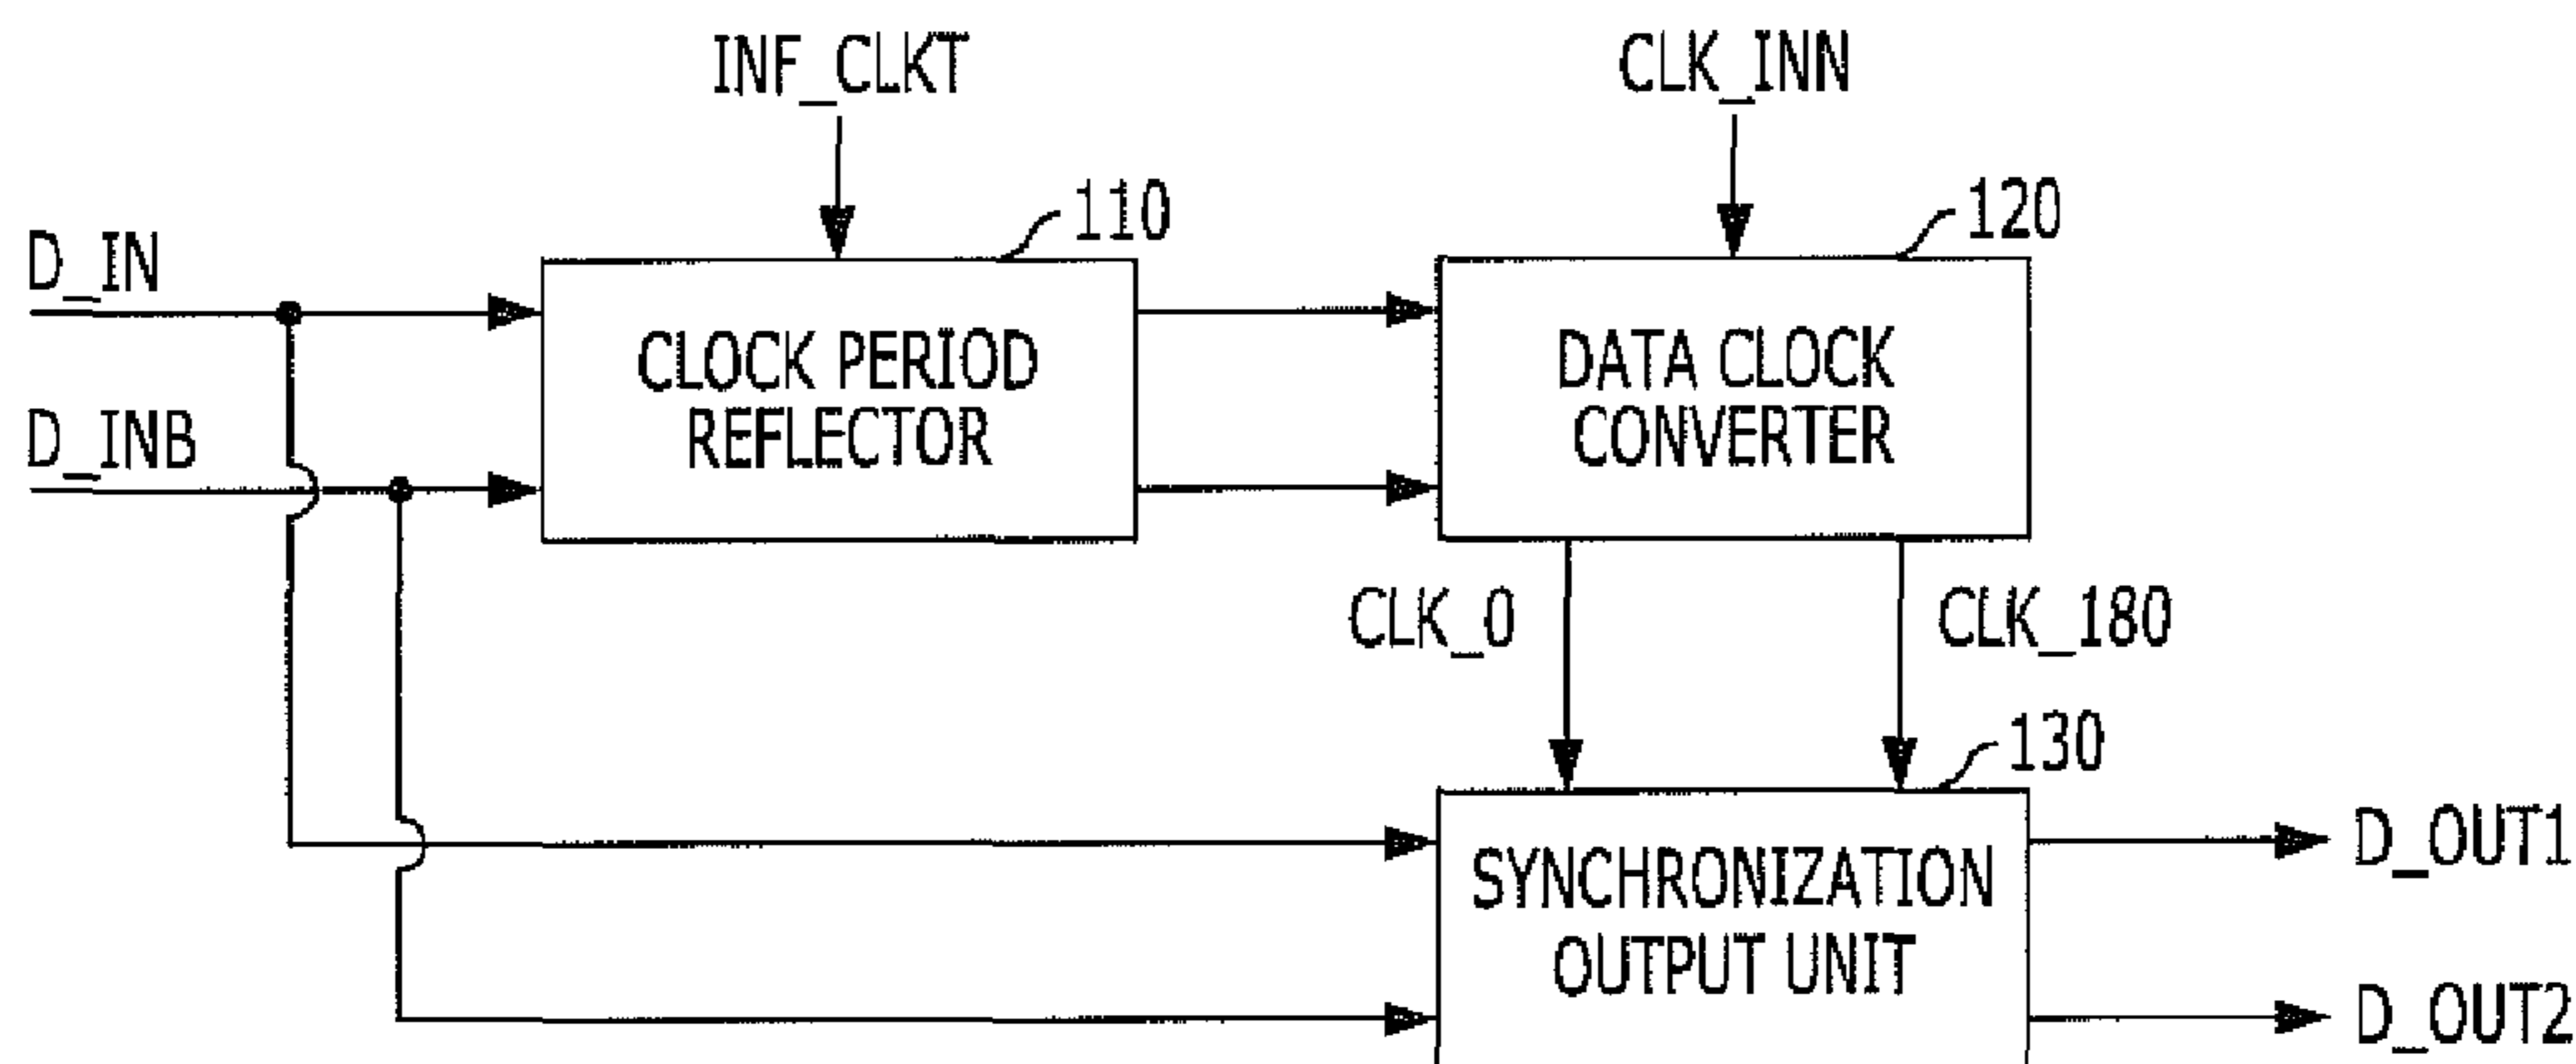 INF_CLKT
CLK_INN
110
120
D_IN
CLOCK PERIOD
REFLECTOR
DATA CLOCK
CONVERTER
D_INB
CLK_0
CLK_180
130
SYNCHRONIZATION
OUTPUT UNIT
D_OUT1
D_OUT2